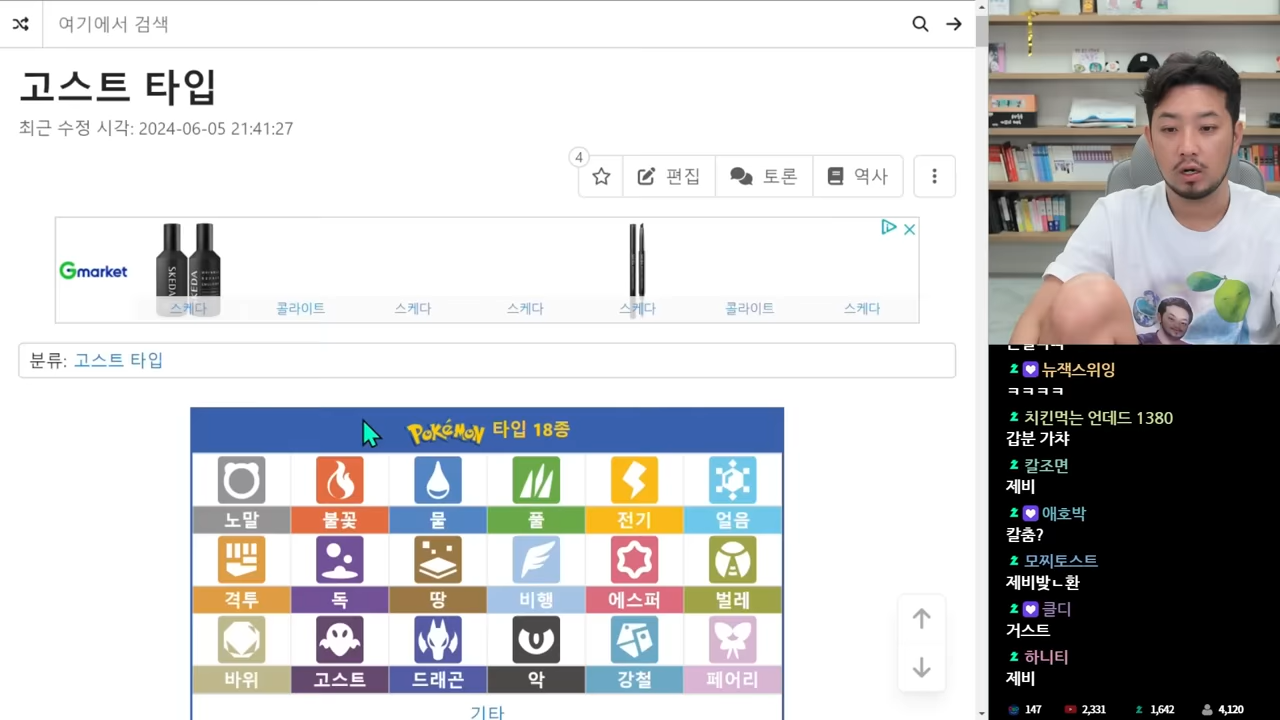 여기에서 검색
고스트 타입
최근 수정 시각: 2024-06-05 21:41:27
4
편집
토론
역사
Gmarket
SKEDA
SKEDA
스케다
콜라이트
스케다
스케다
스케다
콜라이트
스케다
분류: 고스트 타입
POKéMON 타입 18종
노말 불꽃 물 풀 전기 얼음
격투 독 땅 비행 에스퍼 벌레
바위 고스트 드래곤 악 강철 페어리
기타
뉴잭스위잉
ㅋㅋㅋㅋ
치킨먹는 언데드 1380
갑분 가챠
칼조면
제비
애호박
칼춤?
모찌토스트
제비밫ㄴ환
클디
거스트
하니티
제비
147 2,331 1,642 4,120